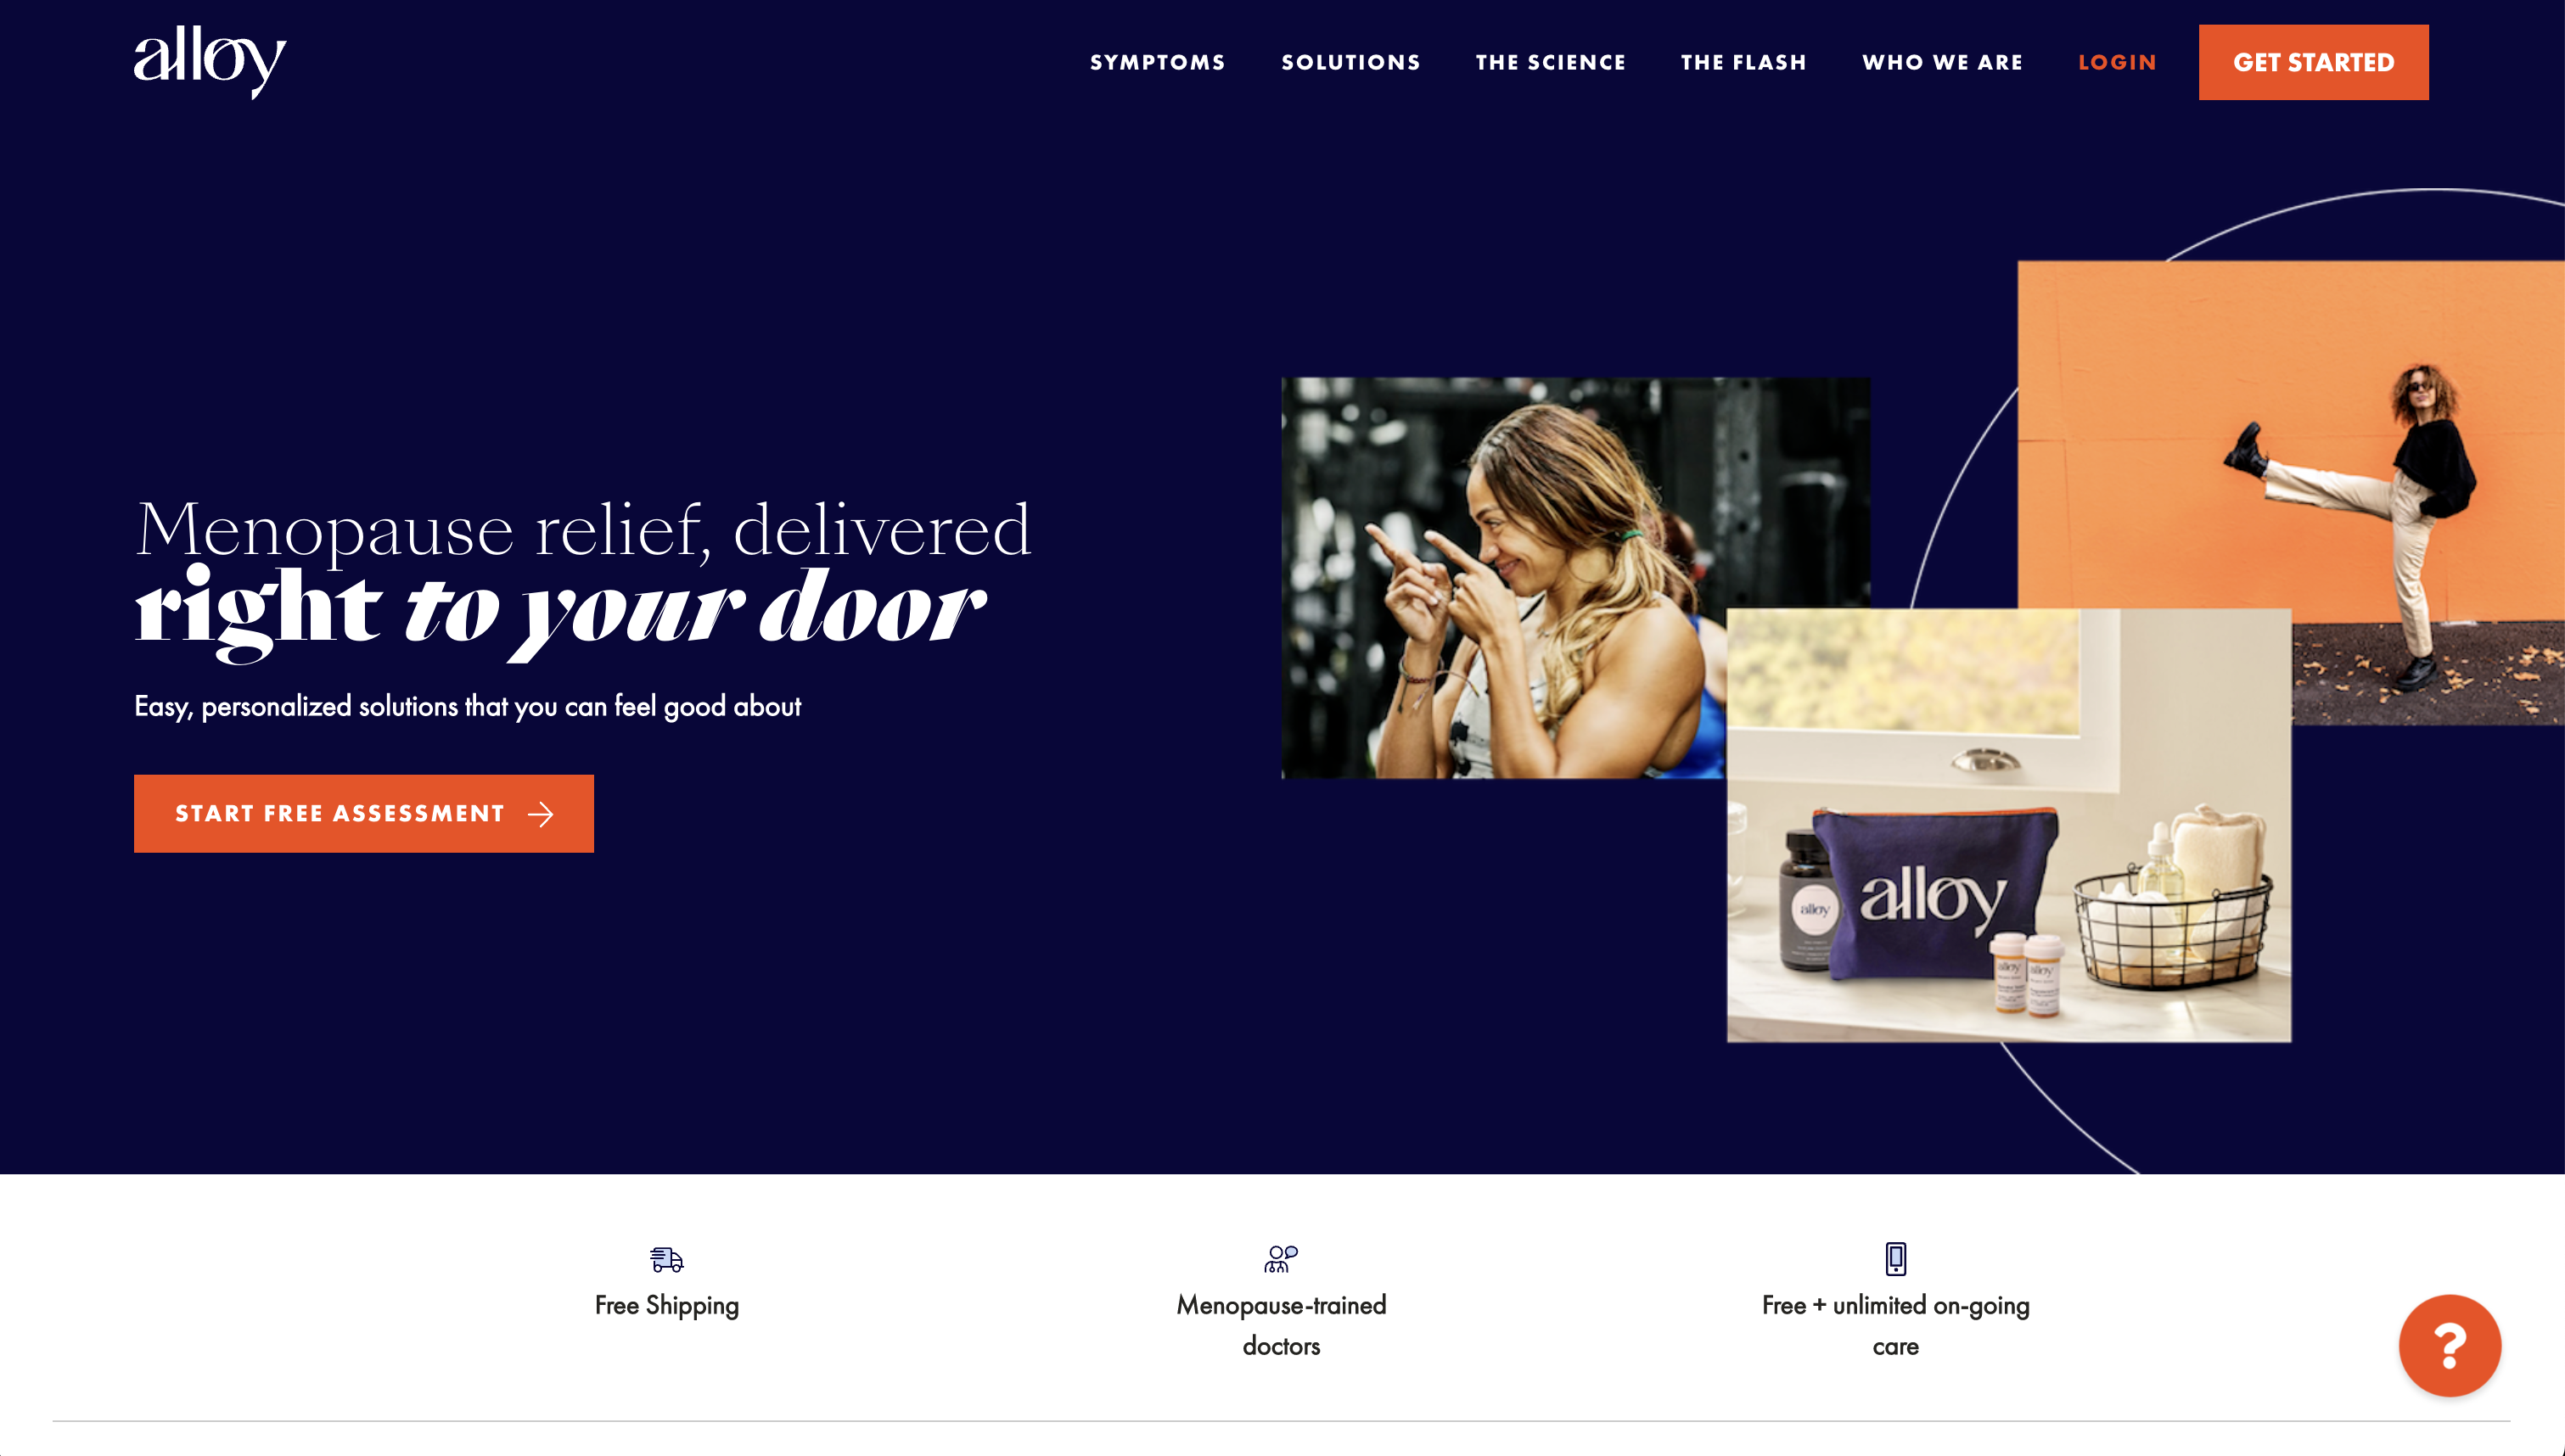 alloy
SYMPTOMS
SOLUTIONS
THE SCIENCE
THE FLASH
WHO WE ARE
LOGIN
GET STARTED
Menopause relief, delivered
right to your door
Easy, personalized solutions that you can feel good about
START FREE ASSESSMENT
alloy
alloy
alloy
alloy
Free Shipping
Menopause-trained
doctors
Free + unlimited on-going
care
?